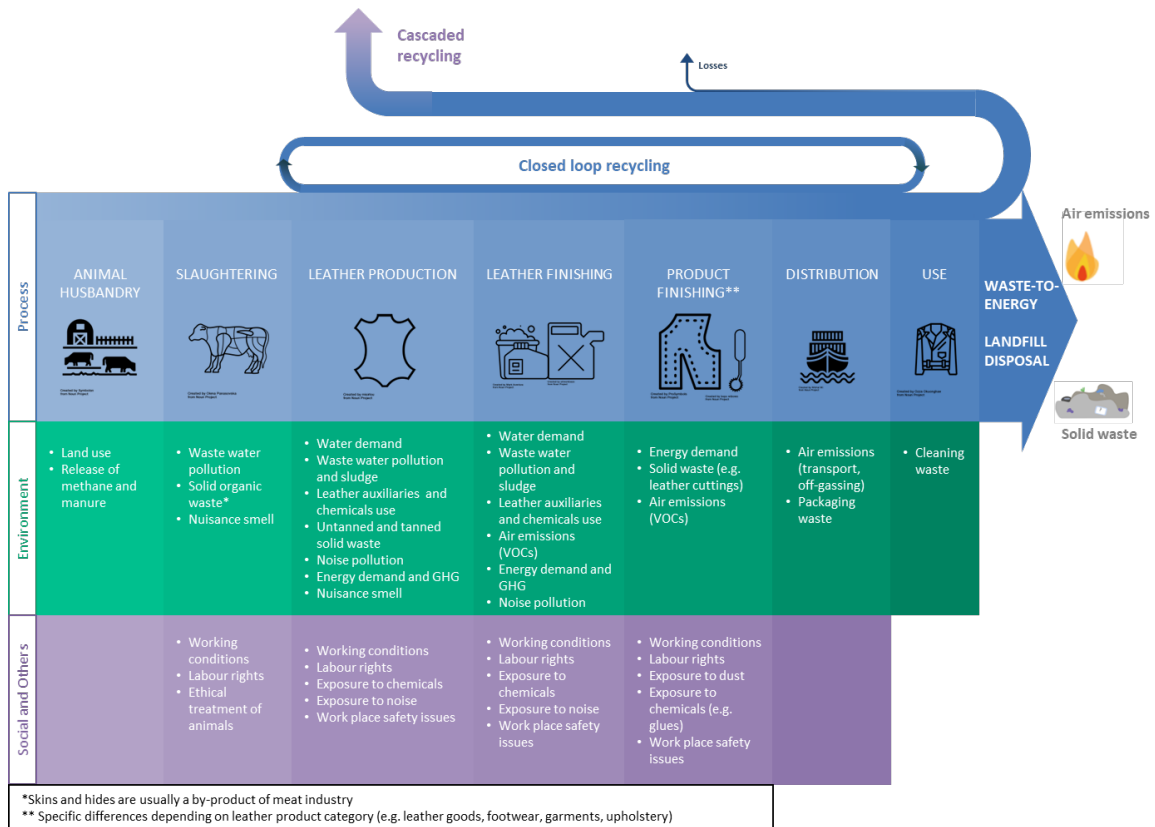 Cascaded
recycling
Losses
Closed loop recycling
Process
ANIMAL
HUSBANDRY
SLAUGHTERING
LEATHER PRODUCTION
LEATHER FINISHING
PRODUCT
FINISHING**
DISTRIBUTION
USE
WASTE-TO-
ENERGY
LANDFILL
DISPOSAL
Air emissions
Solid waste
Environment
• Land use
• Release of
methane and
manure
• Waste water
pollution
• Solid organic
waste*
• Nuisance smell
• Water demand
• Waste water pollution
and sludge
• Leather auxiliaries and
chemicals use
• Untanned and tanned
solid waste
• Noise pollution
• Energy demand and GHG
• Nuisance smell
• Water demand
• Waste water
pollution and
sludge
• Leather auxiliaries
and chemicals use
• Air emissions
(VOCs)
• Energy demand and
GHG
• Noise pollution
• Energy demand
• Solid waste (e.g.
leather cuttings)
• Air emissions
(VOCs)
• Air emissions
(transport,
off-gassing)
• Packaging
waste
• Cleaning
waste
Social and Others
• Working
conditions
• Labour rights
• Ethical
treatment of
animals
• Working conditions
• Labour rights
• Exposure to chemicals
• Exposure to noise
• Work place safety issues
• Working conditions
• Labour rights
• Exposure to
chemicals
• Exposure to noise
• Work place safety
issues
• Working conditions
• Labour rights
• Exposure to dust
• Exposure to
chemicals (e.g.
glues)
• Work place safety
issues
*Skins and hides are usually a by-product of meat industry
** Specific differences depending on leather product category (e.g. leather goods, footwear, garments, upholstery)